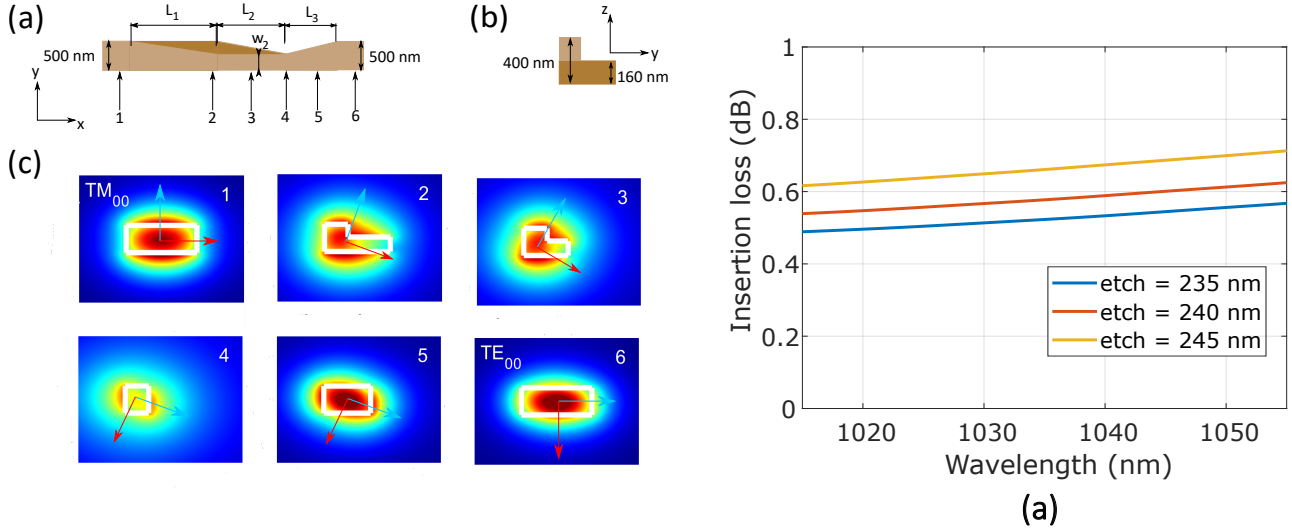 (a)
L1
L2
L3
500 nm
w2
500 nm
y
x
1
2
3
4
5
6
(b)
z
y
400 nm
160 nm
(c)
TM00
1
2
3
4
5
TE00
6
Insertion loss (dB)
1
0.8
0.6
0.4
0.2
0
etch = 235 nm
etch = 240 nm
etch = 245 nm
1020
1030
1040
1050
Wavelength (nm)
(a)